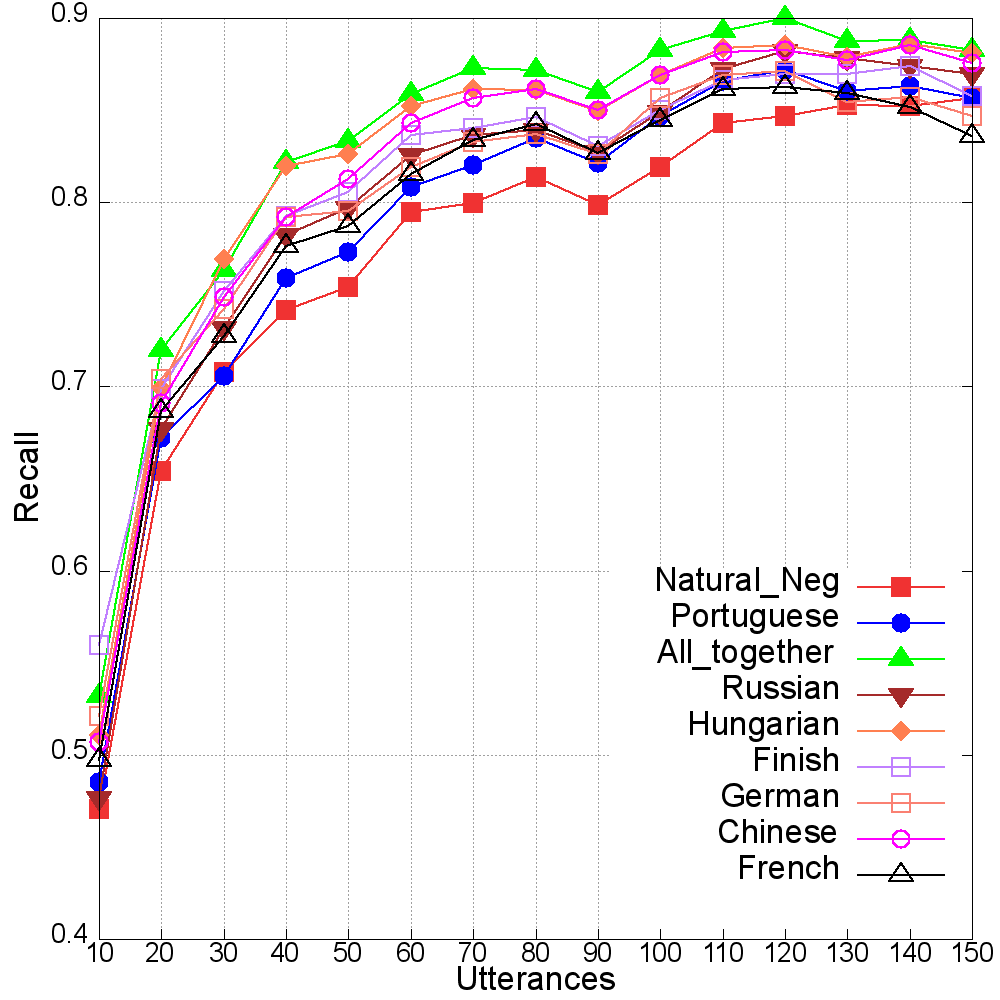 0.9
0.8
0.7
0.6
0.5
0.4
Recall
10 20 30 40 50 60 70 80 90 100 110 120 130 140 150
Utterances
Natural_Neg
Portuguese
All_together
Russian
Hungarian
Finish
German
Chinese
French